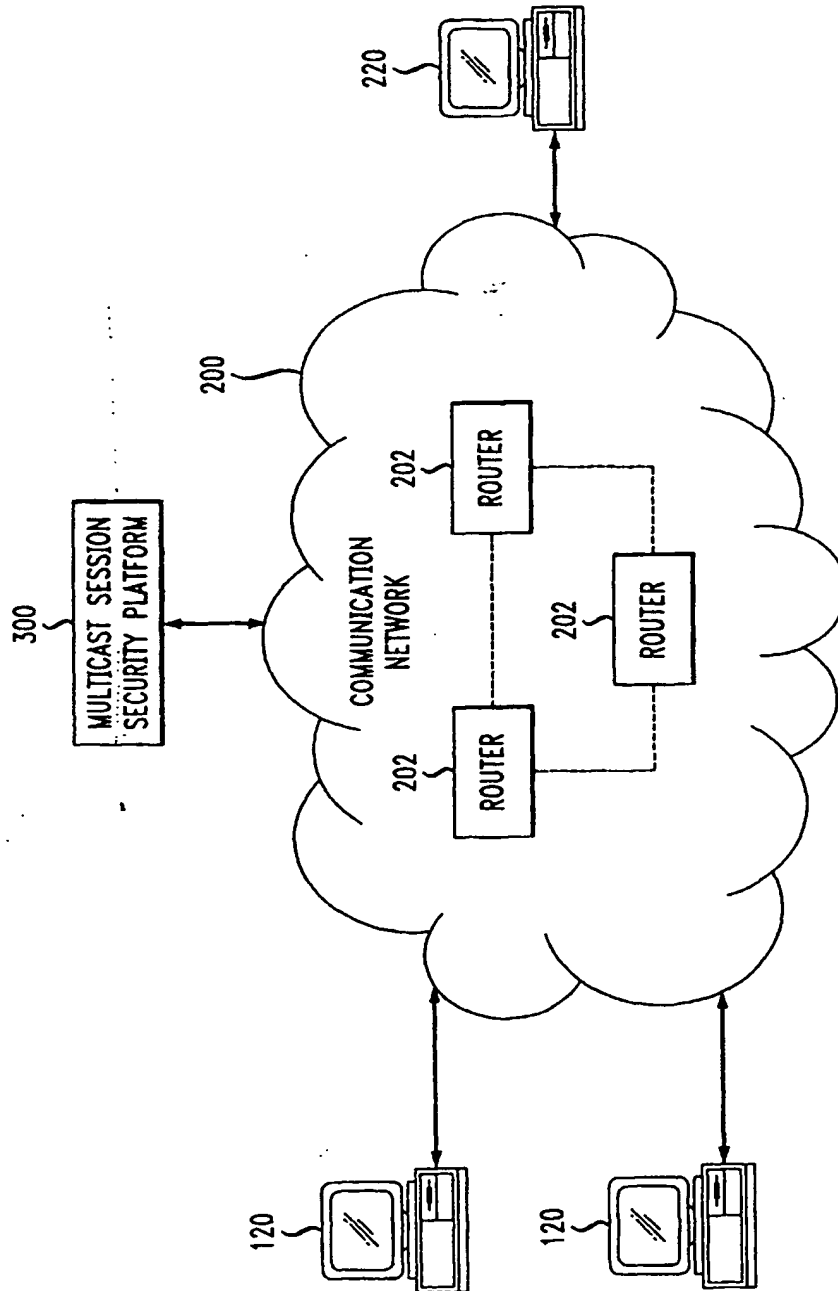 300
MULTICAST SESSION
SECURITY PLATFORM
200
COMMUNICATION
NETWORK
202
ROUTER
202
ROUTER
202
ROUTER
120
120
220